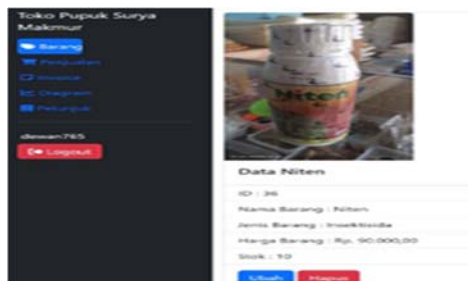 Toko Pupuk Surya
Makmur
Barang
Penjualan
Invoice
Diagram
Petunjuk
dewan765
Logout
Niten
Data Niten
ID : 36
Nama Barang : Niten
Jenis Barang : Insektisida
Harga Barang : Rp. 90.000,00
Stok : 10
Ubah
Hapus